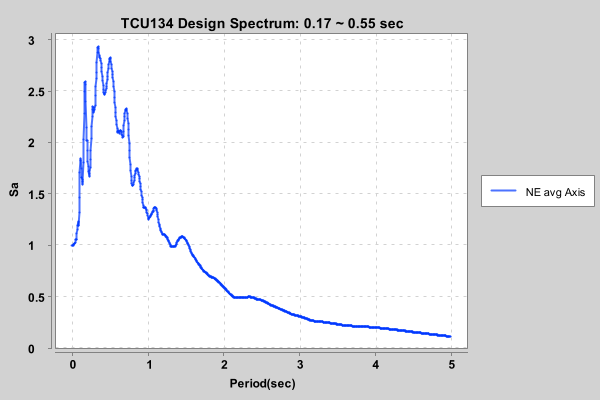 TCU134 Design Spectrum: 0.17 ~ 0.55 sec
3
2.5
2
1.5
1
0.5
0
Sa
0 1 2 3 4 5
Period(sec)
NE avg Axis